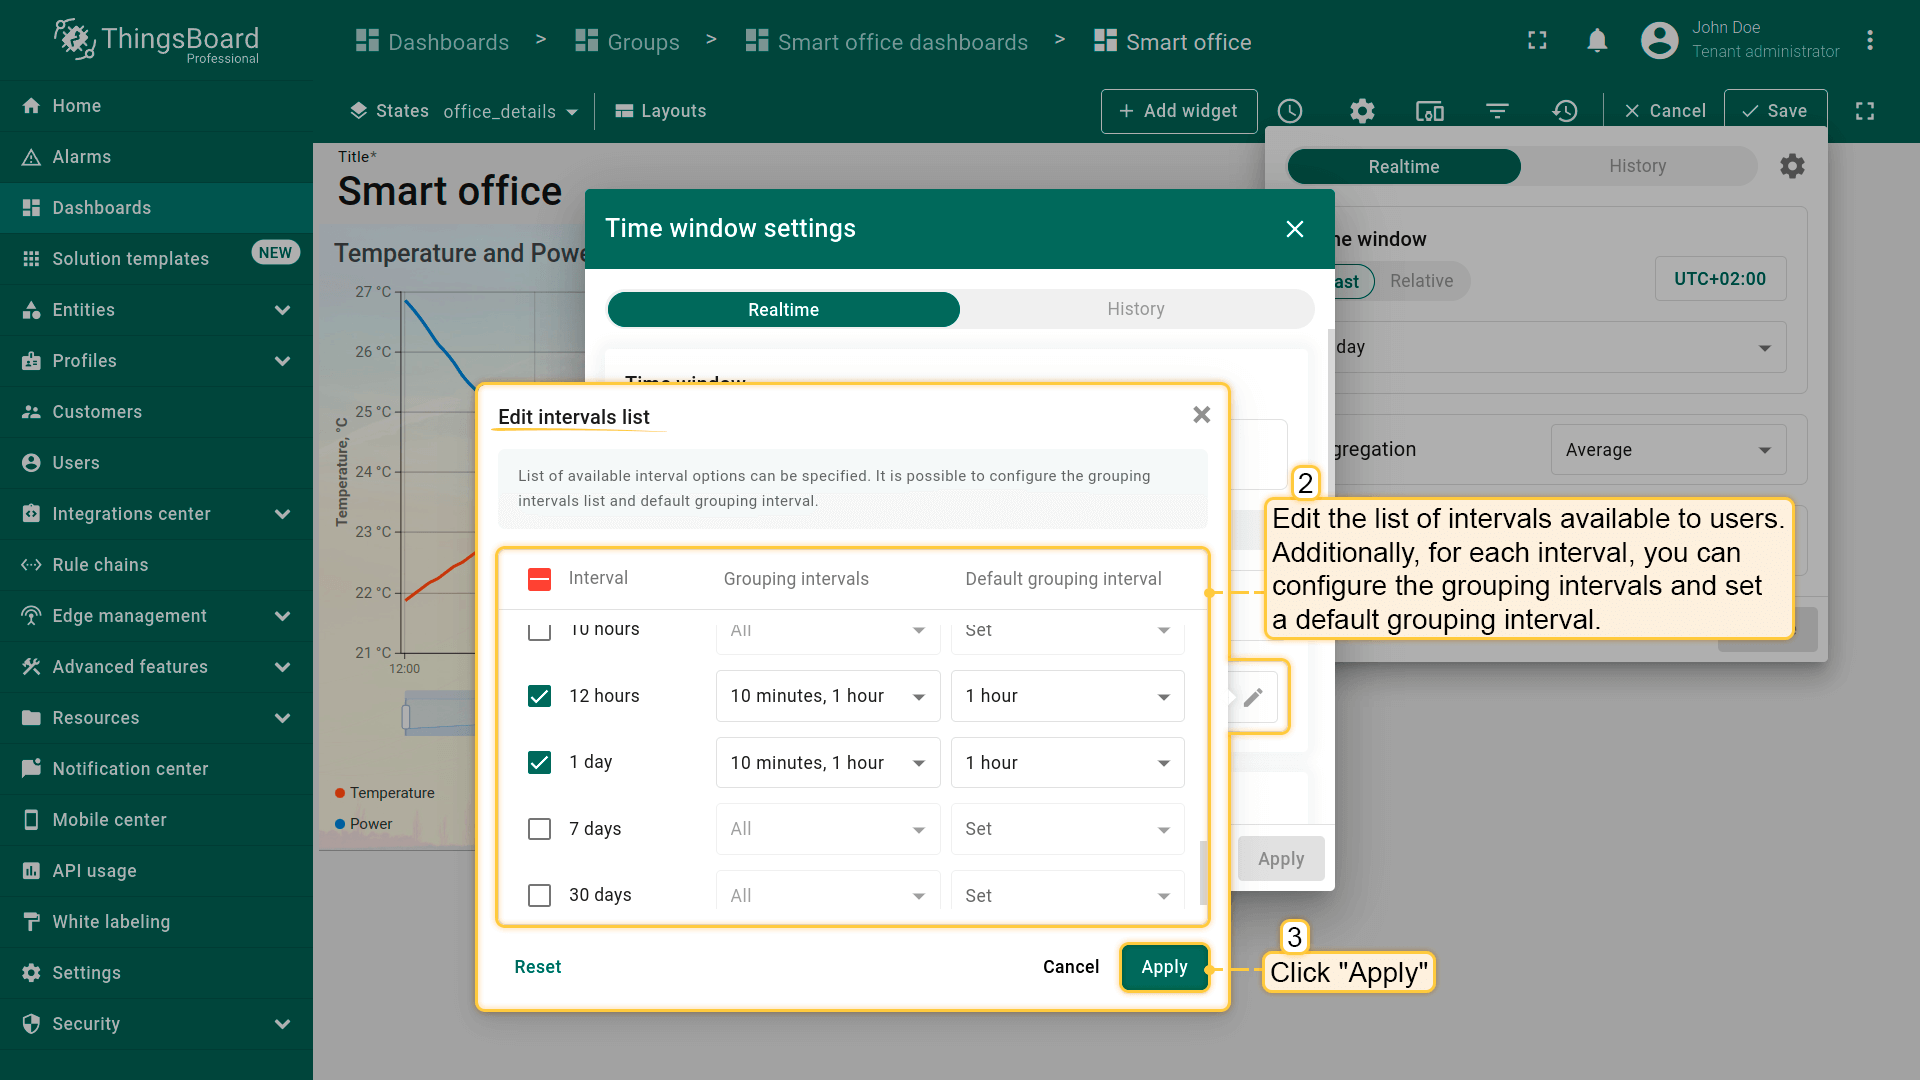 ThingsBoard
Professional
Dashboards > Groups > Smart office dashboards > Smart office
John Doe
Tenant administrator
Home
Alarms
Dashboards
Solution templates NEW
Entities
Profiles
Customers
Users
Integrations center
Rule chains
Edge management
Advanced features
Resources
Notification center
Mobile center
API usage
White labeling
Settings
Security
States office_details Layouts
+ Add widget Cancel Save
Title*
Smart office
Temperature and Powe
27 °C
26 °C
25 °C
24 °C
23 °C
22 °C
21 °C
Temperature, °C
12:00
Temperature
Power
Realtime History
ne window
ast Relative
UTC+02:00
day
gregation Average
Time window settings
Realtime History
Time window
Apply
Edit intervals list
List of available interval options can be specified. It is possible to configure the grouping
intervals list and default grouping interval.
Interval Grouping intervals Default grouping interval
10 hours All Set
12 hours 10 minutes, 1 hour 1 hour
1 day 10 minutes, 1 hour 1 hour
7 days All Set
30 days All Set
Reset Cancel Apply
2
Edit the list of intervals available to users.
Additionally, for each interval, you can
configure the grouping intervals and set
a default grouping interval.
3
Click "Apply"